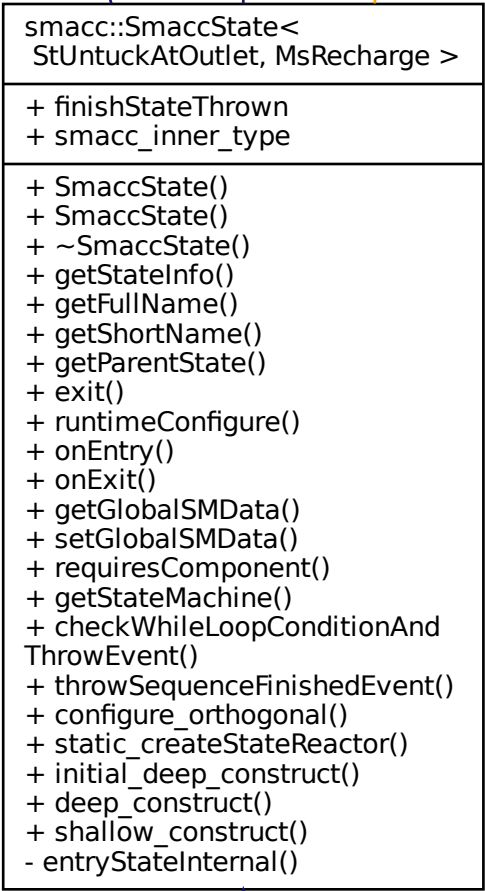 smacc::SmaccState<
StUntuckAtOutlet, MsRecharge >
+ finishStateThrown
+ smacc_inner_type
+ SmaccState()
+ SmaccState()
+ ~SmaccState()
+ getStateInfo()
+ getFullName()
+ getShortName()
+ getParentState()
+ exit()
+ runtimeConfigure()
+ onEntry()
+ onExit()
+ getGlobalSMData()
+ setGlobalSMData()
+ requiresComponent()
+ getStateMachine()
+ checkWhileLoopConditionAnd
ThrowEvent()
+ throwSequenceFinishedEvent()
+ configure_orthogonal()
+ static_createStateReactor()
+ initial_deep_construct()
+ deep_construct()
+ shallow_construct()
- entryStateInternal()